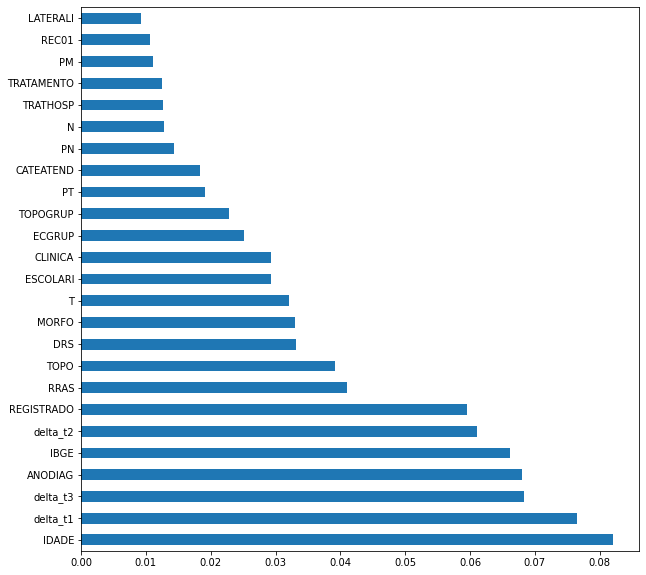 LATERALI
REC01
PM
TRATAMENTO
TRATHOSP
N
PN
CATEATEND
PT
TOPOGRUP
ECGRUP
CLINICA
ESCOLARI
T
MORFO
DRS
TOPO
RRAS
REGISTRADO
delta_t2
IBGE
ANODIAG
delta_t3
delta_t1
IDADE
0.00 0.01 0.02 0.03 0.04 0.05 0.06 0.07 0.08